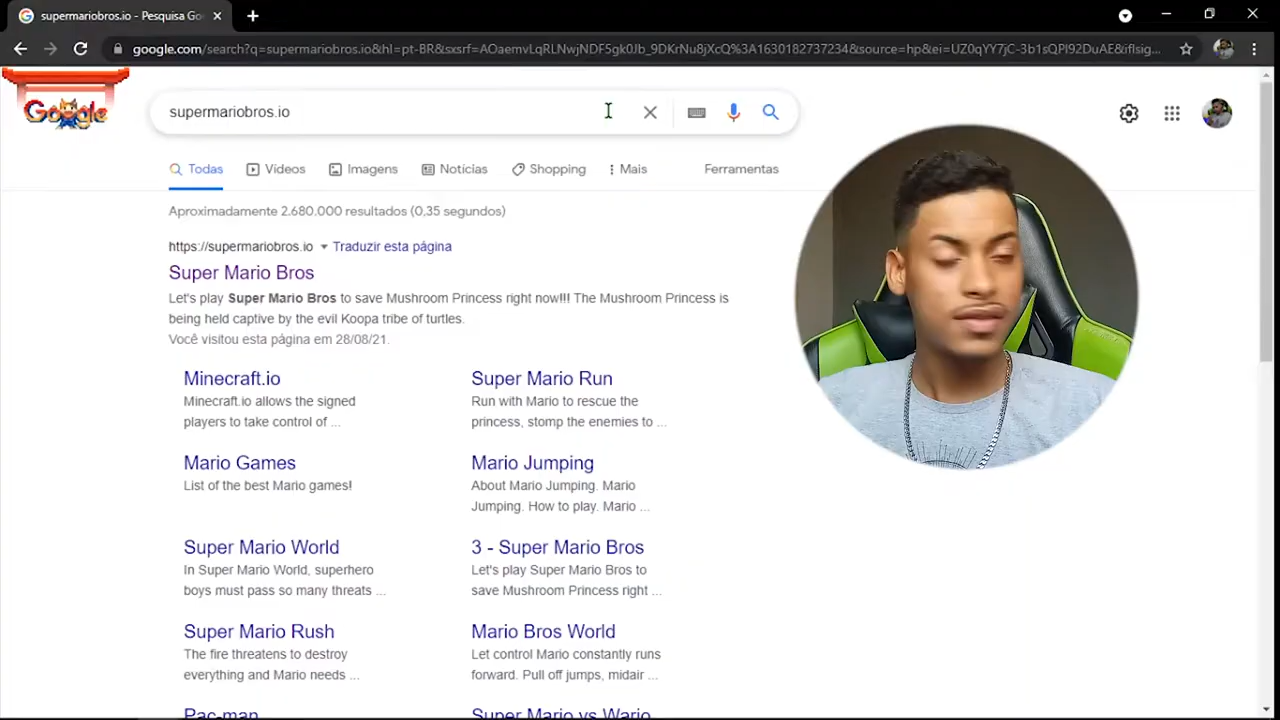 supermariobros.io - Pesquisa Go
google.com/search?q=supermariobros.io&hl=pt-BR&sxsrf=AOaemvLqRLNwjNDF5gk0Jb_9DKrNu8jXcQ%3A1630182737234&source=hp&ei=UZ0qYY7jC-3b1sQPl92DuAE&iflsig...
Google
supermariobros.io
Todas
Vídeos
Imagens
Notícias
Shopping
Mais
Ferramentas
Aproximadamente 2.680.000 resultados (0,35 segundos)
https://supermariobros.io Traduzir esta página
Super Mario Bros
Let's play Super Mario Bros to save Mushroom Princess right now!!! The Mushroom Princess is
being held captive by the evil Koopa tribe of turtles.
Você visitou esta página em 28/08/21.
Minecraft.io
Minecraft.io allows the signed
players to take control of ...
Super Mario Run
Run with Mario to rescue the
princess, stomp the enemies to ...
Mario Games
List of the best Mario games!
Mario Jumping
About Mario Jumping. Mario
Jumping. How to play. Mario ...
Super Mario World
In Super Mario World, superhero
boys must pass so many threats ...
3 - Super Mario Bros
Let's play Super Mario Bros to
save Mushroom Princess right ...
Super Mario Rush
The fire threatens to destroy
everything and Mario needs ...
Mario Bros World
Let control Mario constantly runs
forward. Pull off jumps, midair ...
Pac-man
Super Mario vs Wario